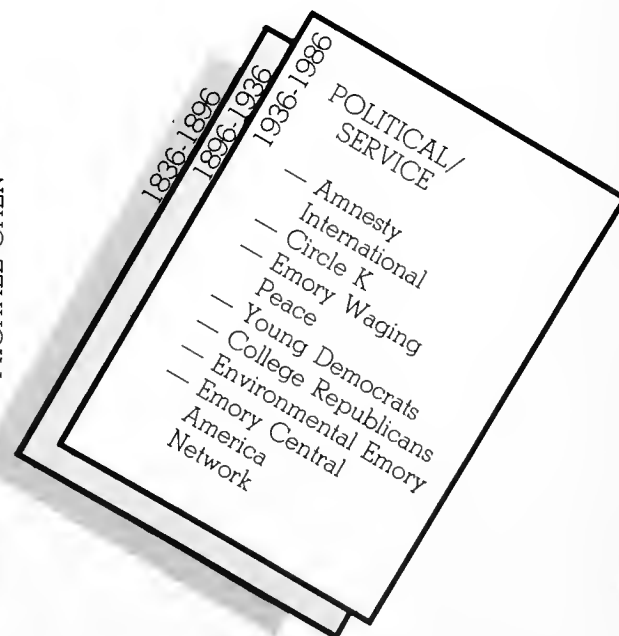 1836-1896
1896-1936
1936-1986
POLITICAL/
SERVICE
— Amnesty
International
— Circle K
— Emory Waging
Peace
— Young Democrats
— College Republicans
— Environmental Emory
— Emory Central
America
Network